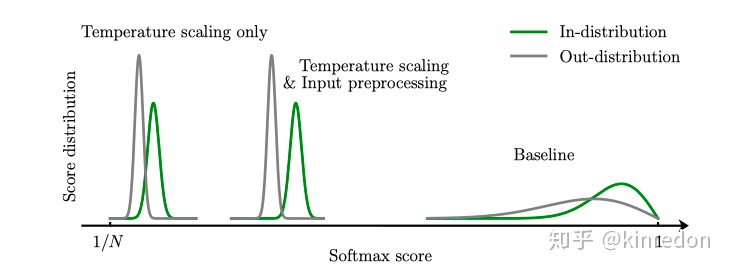 Temperature scaling only
In-distribution
Out-distribution
Temperature scaling
& Input preprocessing
Score distribution
Baseline
1/N
1
Softmax score
知乎 @kinredon